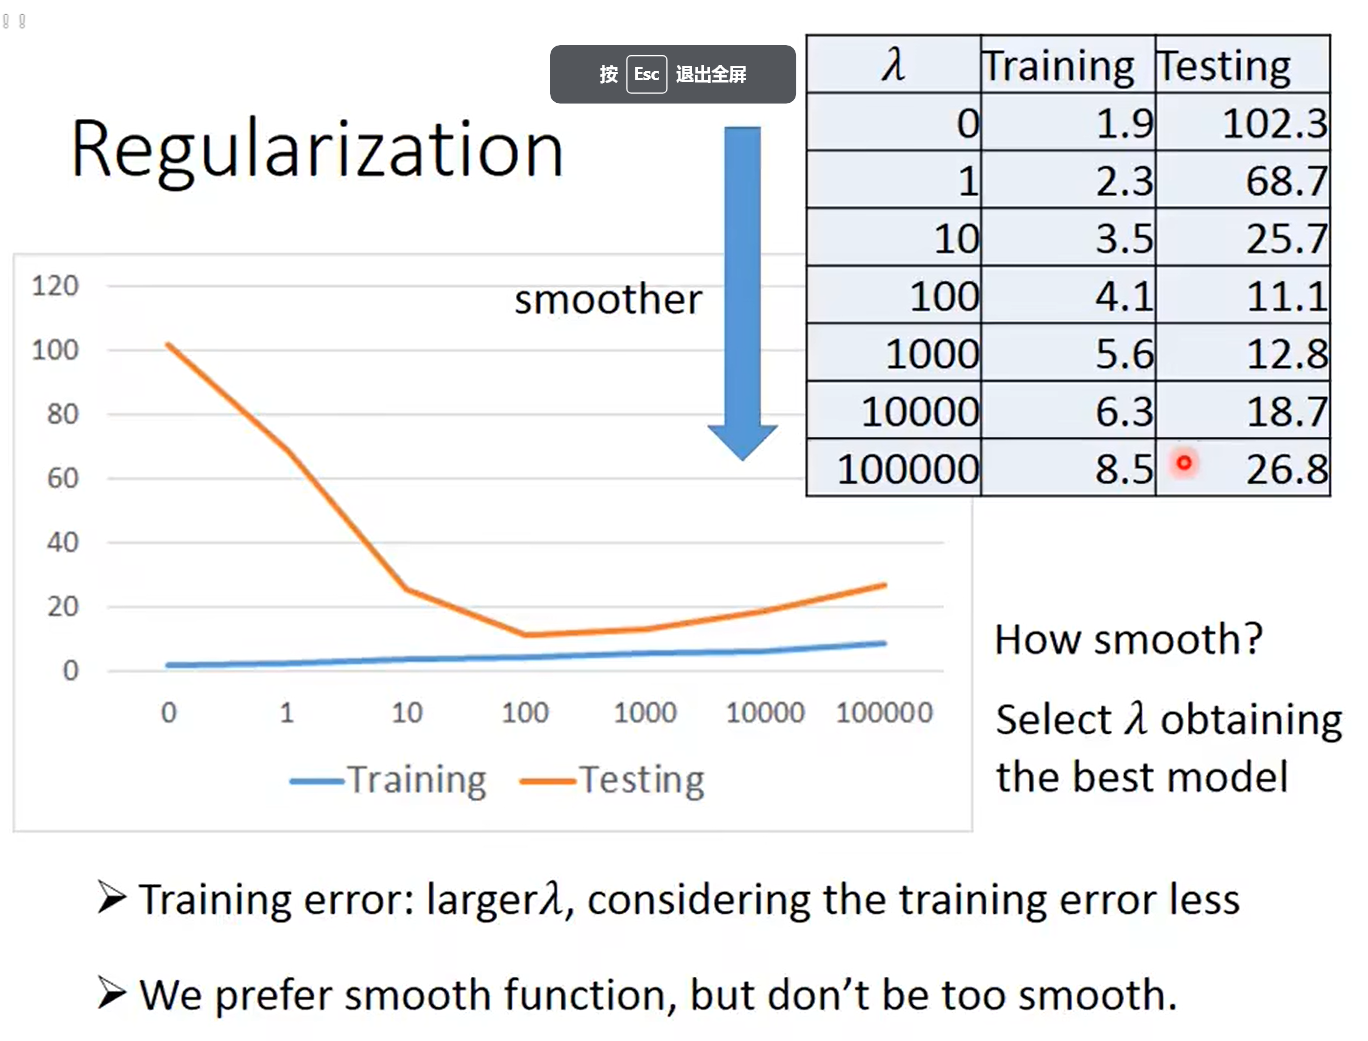 按 Esc 退出全屏
Regularization
λ Training Testing
0 1.9 102.3
1 2.3 68.7
10 3.5 25.7
100 4.1 11.1
1000 5.6 12.8
10000 6.3 18.7
100000 8.5 26.8
smoother
120
100
80
60
40
20
0
0 1 10 100 1000 10000 100000
Training Testing
How smooth?
Select λ obtaining
the best model
➢ Training error: largerλ, considering the training error less
➢ We prefer smooth function, but don’t be too smooth.